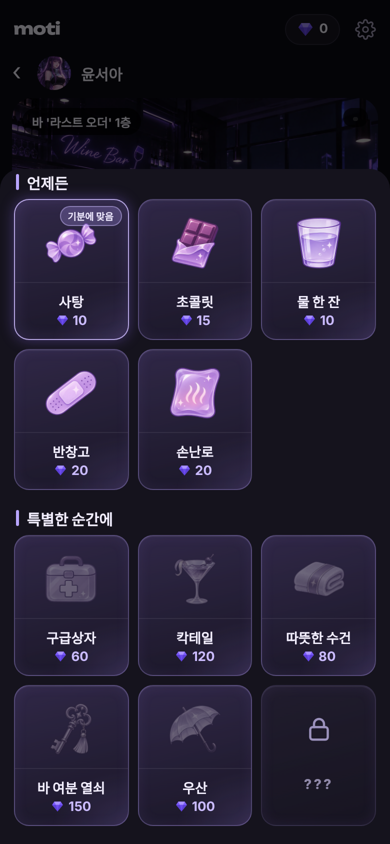 moti
0
윤서아
바 '라스트 오더' 1층
Wine Bar
언제든
기분에 맞음
사탕
10
초콜릿
15
물 한 잔
10
반창고
20
손난로
20
특별한 순간에
구급상자
60
칵테일
120
따뜻한 수건
80
바 여분 열쇠
150
우산
100
???